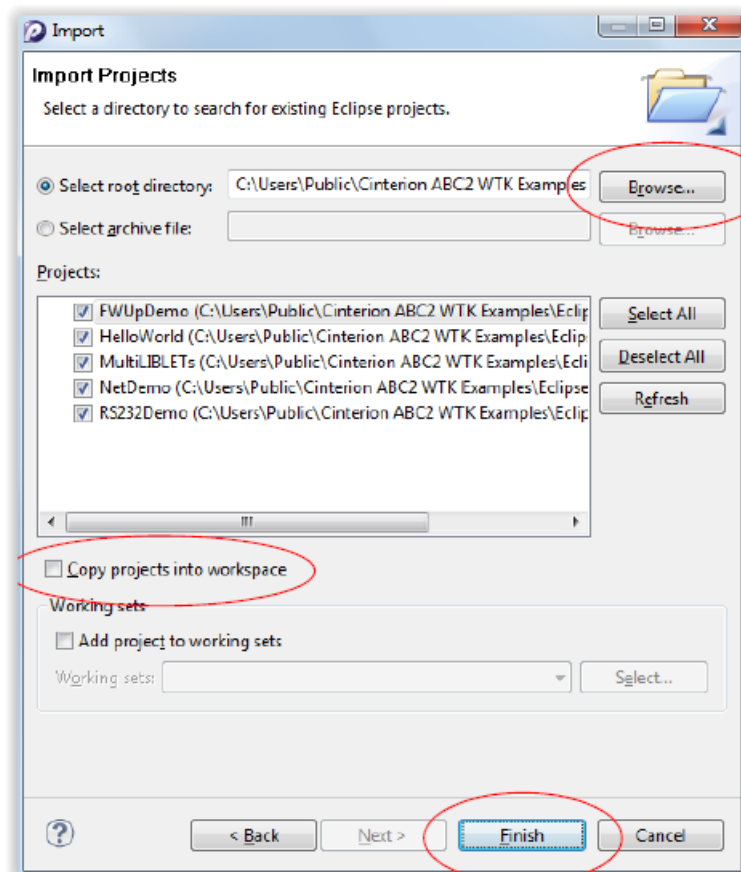 Import
Import Projects
Select a directory to search for existing Eclipse projects.
Select root directory: C:\Users\Public\Cinterion ABC2 WTK Examples Browse...
Select archive file: Browse...
Projects:
FWUpDemo (C:\Users\Public\Cinterion ABC2 WTK Examples\Eclip
HelloWorld (C:\Users\Public\Cinterion ABC2 WTK Examples\Eclips
MultiLIBLETs (C:\Users\Public\Cinterion ABC2 WTK Examples\Ecli
NetDemo (C:\Users\Public\Cinterion ABC2 WTK Examples\Eclipse
RS232Demo (C:\Users\Public\Cinterion ABC2 WTK Examples\Eclip
Select All
Deselect All
Refresh
Copy projects into workspace
Working sets
Add project to working sets
Working sets: Select...
? < Back Next > Finish Cancel